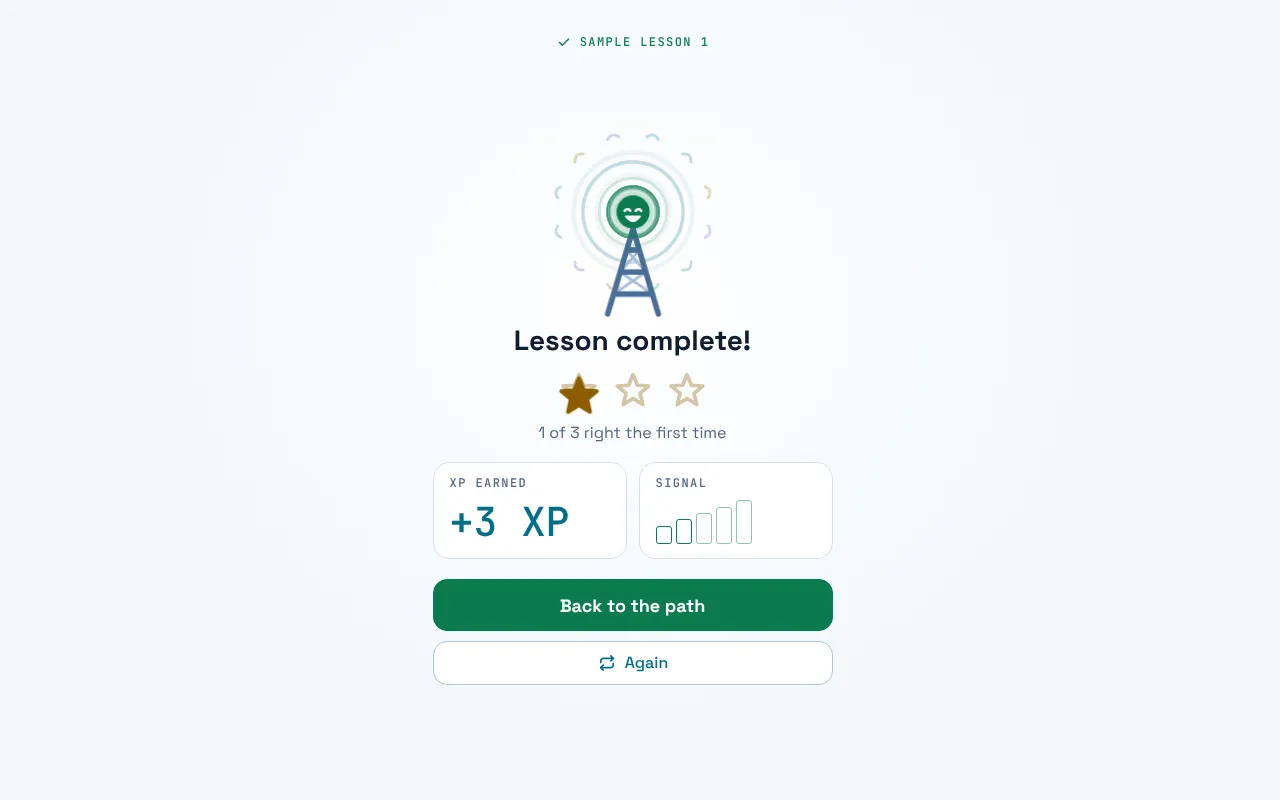 SAMPLE LESSON 1
Lesson complete!
1 of 3 right the first time
XP EARNED
+3 XP
SIGNAL
Back to the path
Again